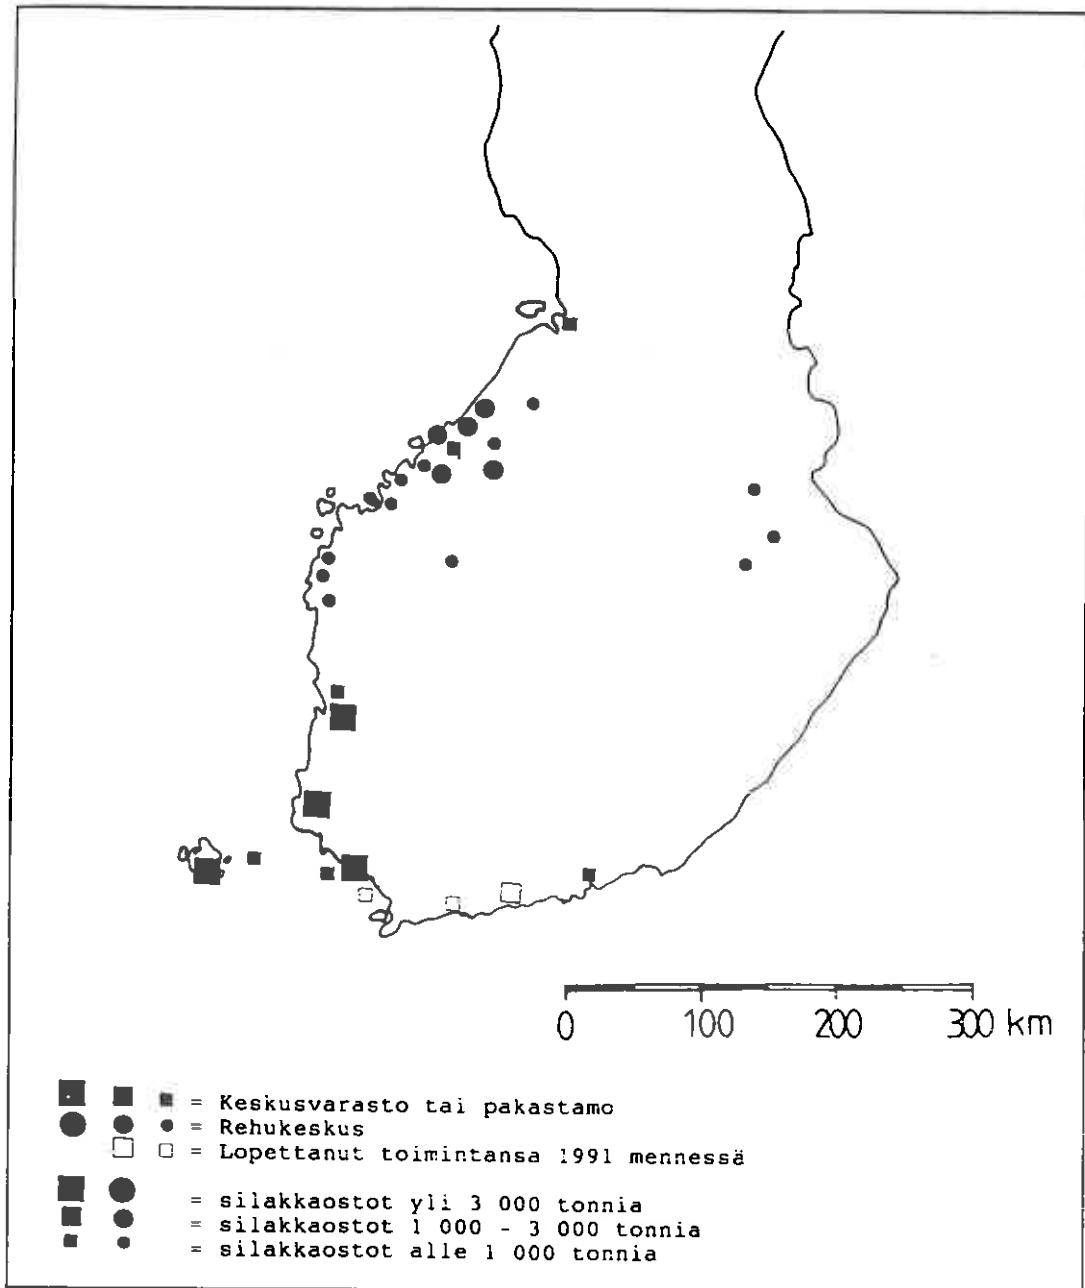 0 100 200 300 km
= Keskusvarasto tai pakastamo
= Rehukeskus
= Lopettanut toimintansa 1991 mennessä
= silakkaostot yli 3 000 tonnia
= silakkaostot 1 000 - 3 000 tonnia
= silakkaostot alle 1 000 tonnia